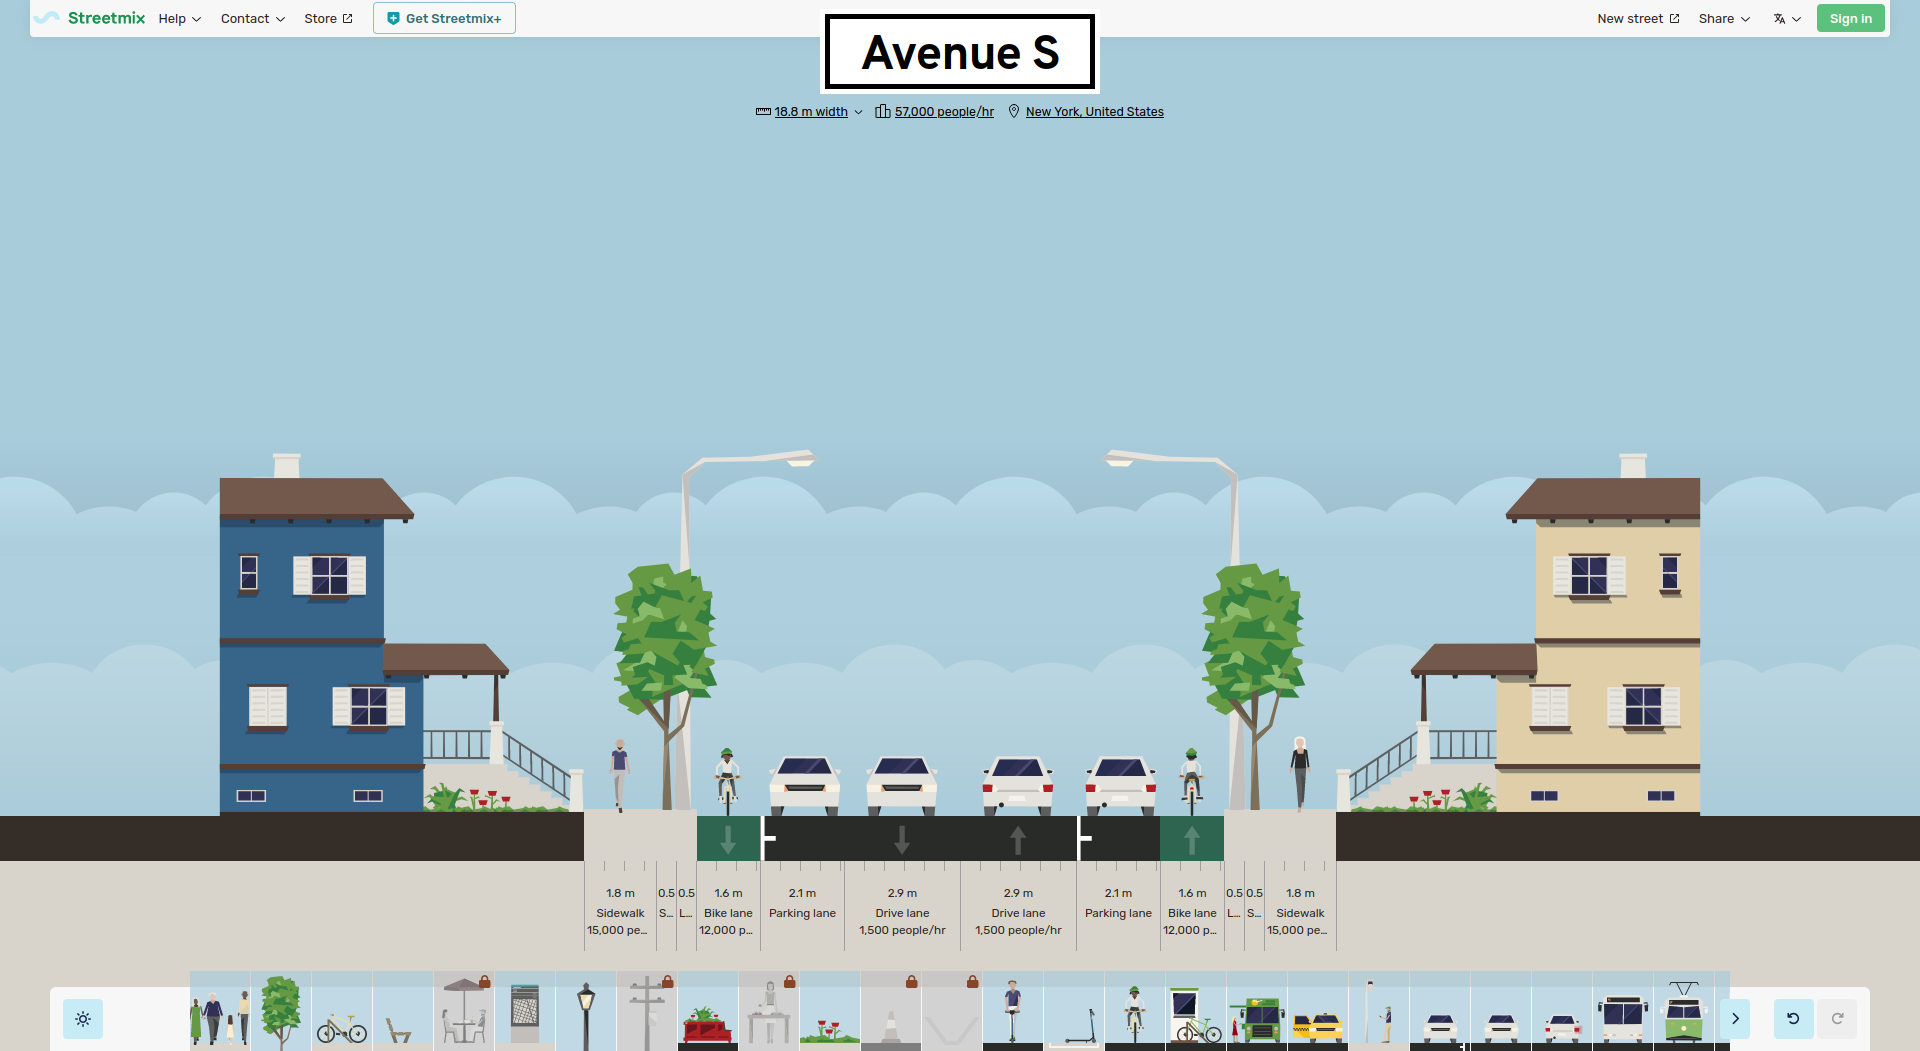 Streetmix
Help
Contact
Store
Get Streetmix+
New street
Share
Sign in
Avenue S
18.8 m width
57,000 people/hr
New York, United States
1.8 m
0.5
0.5
1.6 m
2.1 m
2.9 m
2.9 m
2.1 m
1.6 m
0.5
0.5
1.8 m
Sidewalk
S...
L...
Bike lane
Parking lane
Drive lane
Drive lane
Parking lane
Bike lane
L...
S...
Sidewalk
15,000 pe...
12,000 p...
1,500 people/hr
1,500 people/hr
12,000 p...
15,000 pe...